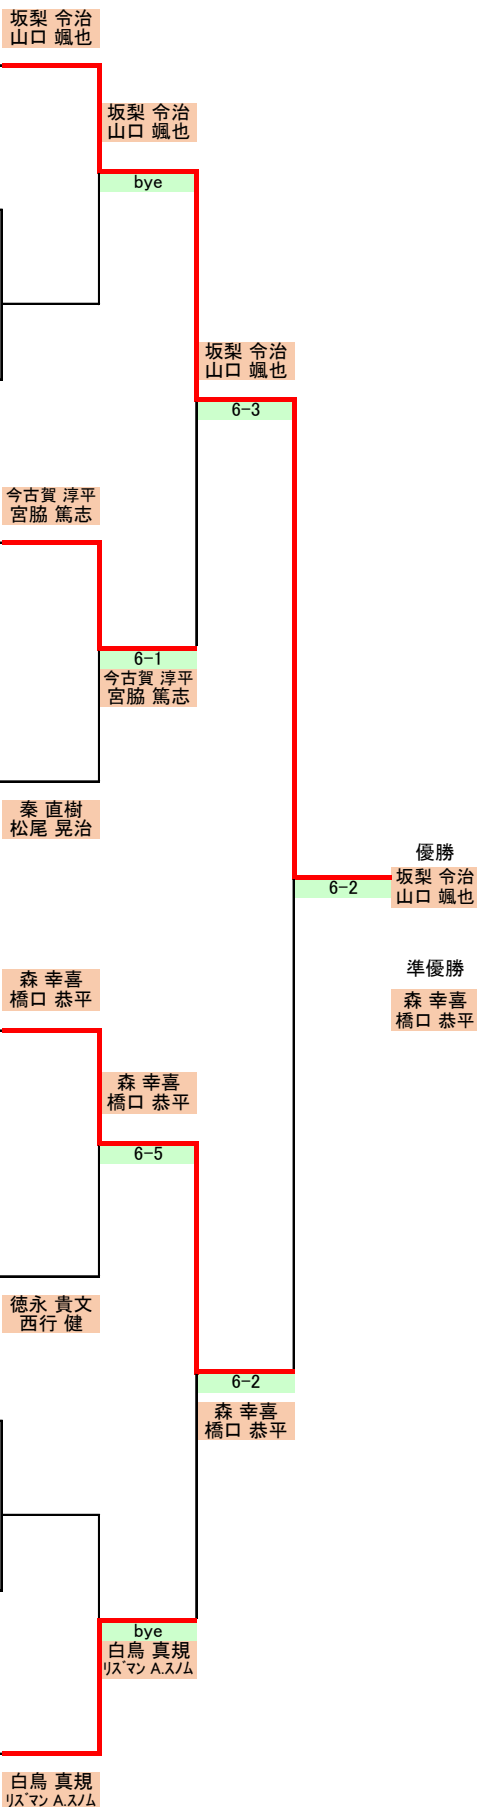 坂梨 令治
山口 颯也
坂梨 令治
山口 颯也
bye
坂梨 令治
山口 颯也
6-3
今古賀 淳平
宮脇 篤志
6-1
今古賀 淳平
宮脇 篤志
秦 直樹
松尾 晃治
優勝
坂梨 令治
山口 颯也
6-2
準優勝
森 幸喜
橋口 恭平
森 幸喜
橋口 恭平
森 幸喜
橋口 恭平
6-5
徳永 貴文
西行 健
6-2
森 幸喜
橋口 恭平
bye
白鳥 真規
ﾘｽﾞﾏﾝ A.ｽﾉﾑ
白鳥 真規
ﾘｽﾞﾏﾝ A.ｽﾉﾑ